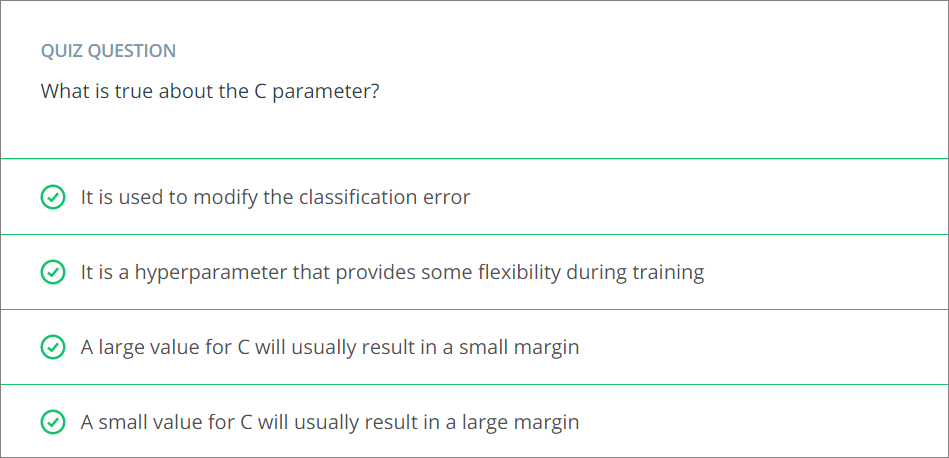 QUIZ QUESTION
What is true about the C parameter?
It is used to modify the classification error
It is a hyperparameter that provides some flexibility during training
A large value for C will usually result in a small margin
A small value for C will usually result in a large margin